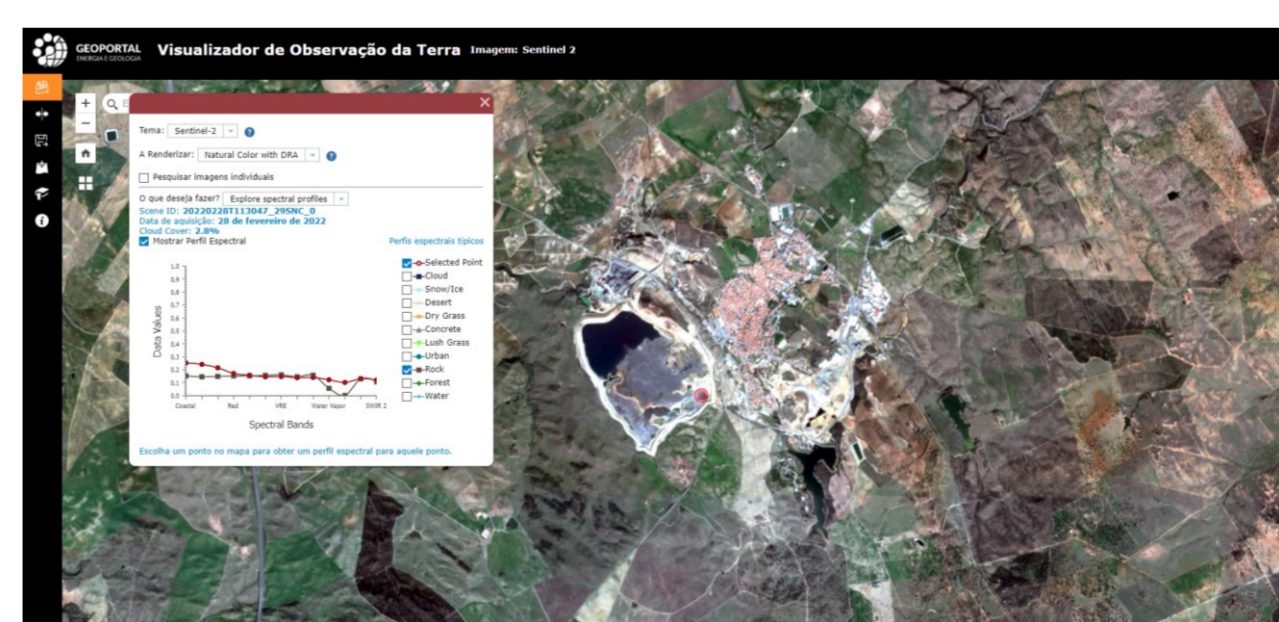 GEOPORTAL
ENERGIA E GEOLOGIA
Visualizador de Observação da Terra Imagem: Sentinel 2
Tema: Sentinel-2
A Renderizar: Natural Color with DRA
Pesquisar imagens individuais
O que deseja fazer? Explore spectral profiles
Scene ID: 20220228T113047_29SNC_0
Data de aquisição: 28 de fevereiro de 2022
Cloud Cover: 2.8%
Mostrar Perfil Espectral
Perfis espectrais típicos
1,0
0,9
0,8
0,7
0,6
0,5
0,4
0,3
0,2
0,1
0,0
Data Values
Coastal Red VRE Water Vapor SWIR 2
Spectral Bands
Selected Point
Cloud
Snow/Ice
Desert
Dry Grass
Concrete
Lush Grass
Urban
Rock
Forest
Water
Escolha um ponto no mapa para obter um perfil espectral para aquele ponto.